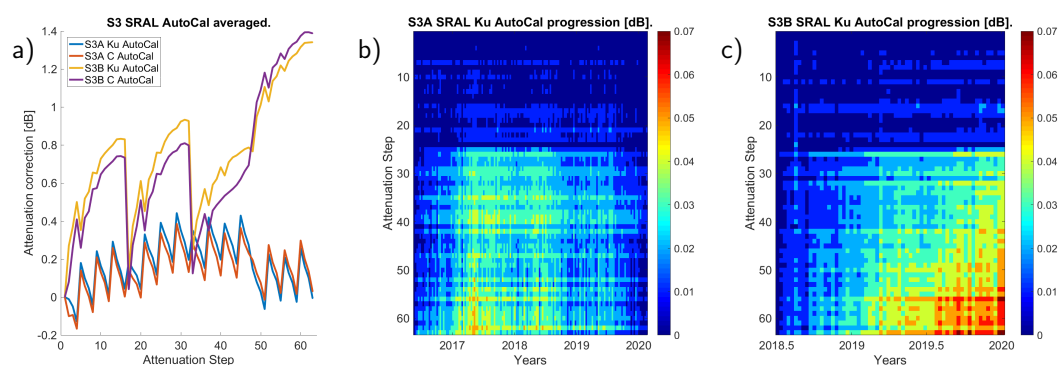 a)
S3 SRAL AutoCal averaged.
S3A Ku AutoCal
S3A C AutoCal
S3B Ku AutoCal
S3B C AutoCal
Attenuation correction [dB]
1.4
1.2
1
0.8
0.6
0.4
0.2
0
-0.2
0 10 20 30 40 50 60
Attenuation Step
b)
S3A SRAL Ku AutoCal progression [dB].
Attenuation Step
10
20
30
40
50
60
2017 2018 2019 2020
Years
0.07
0.06
0.05
0.04
0.03
0.02
0.01
0
c)
S3B SRAL Ku AutoCal progression [dB].
Attenuation Step
10
20
30
40
50
60
2018.5 2019 2019.5 2020
Years
0.07
0.06
0.05
0.04
0.03
0.02
0.01
0